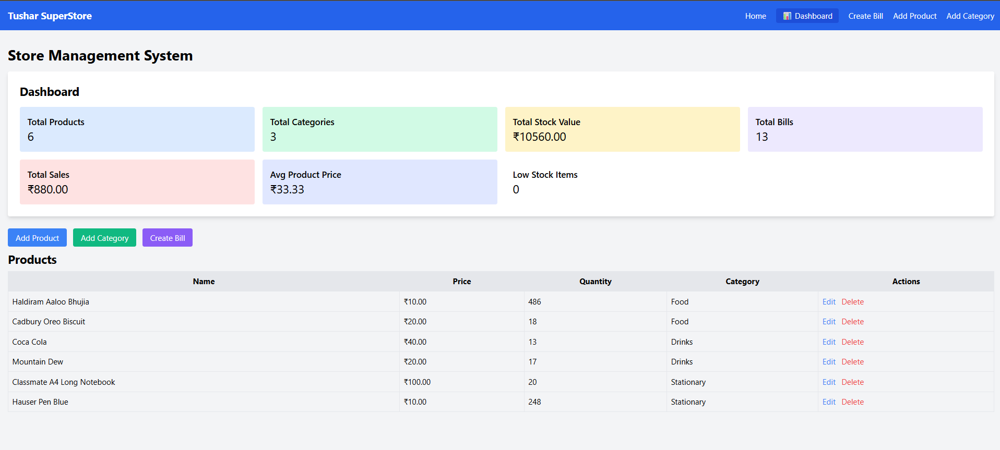 Tushar SuperStore
Home 📊 Dashboard Create Bill Add Product Add Category
Store Management System
Dashboard
Total Products
6
Total Categories
3
Total Stock Value
₹10560.00
Total Bills
13
Total Sales
₹880.00
Avg Product Price
₹33.33
Low Stock Items
0
Add Product Add Category Create Bill
Products
Name Price Quantity Category Actions
Haldiram Aaloo Bhujia ₹10.00 486 Food Edit Delete
Cadbury Oreo Biscuit ₹20.00 18 Food Edit Delete
Coca Cola ₹40.00 13 Drinks Edit Delete
Mountain Dew ₹20.00 17 Drinks Edit Delete
Classmate A4 Long Notebook ₹100.00 20 Stationary Edit Delete
Hauser Pen Blue ₹10.00 248 Stationary Edit Delete